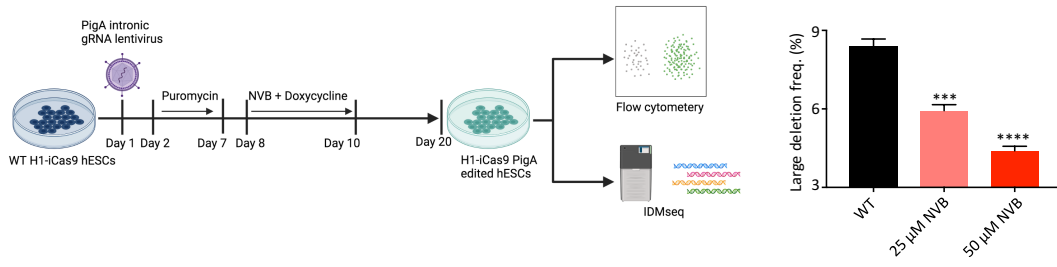 PigA intronic
gRNA lentivirus
Puromycin
NVB + Doxycycline
Day 1
Day 2
Day 7
Day 8
Day 10
Day 20
WT H1-iCas9 hESCs
H1-iCas9 PigA
edited hESCs
Flow cytometery
IDMseq
Large deletion freq. (%)
9
6
3
***
****
WT
25 μM NVB
50 μM NVB